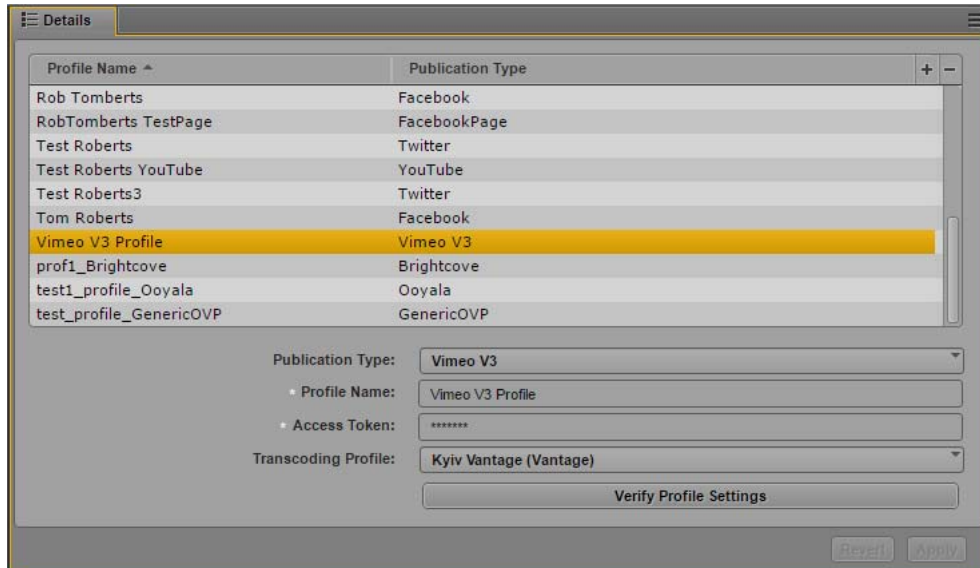 Details
Profile Name Publication Type + −
Rob Tomberts Facebook
RobTomberts TestPage FacebookPage
Test Roberts Twitter
Test Roberts YouTube YouTube
Test Roberts3 Twitter
Tom Roberts Facebook
Vimeo V3 Profile Vimeo V3
prof1_Brightcove Brightcove
test1_profile_Ooyala Ooyala
test_profile_GenericOVP GenericOVP
Publication Type: Vimeo V3
* Profile Name: Vimeo V3 Profile
* Access Token: *******
Transcoding Profile: Kyiv Vantage (Vantage)
Verify Profile Settings
Revert Apply